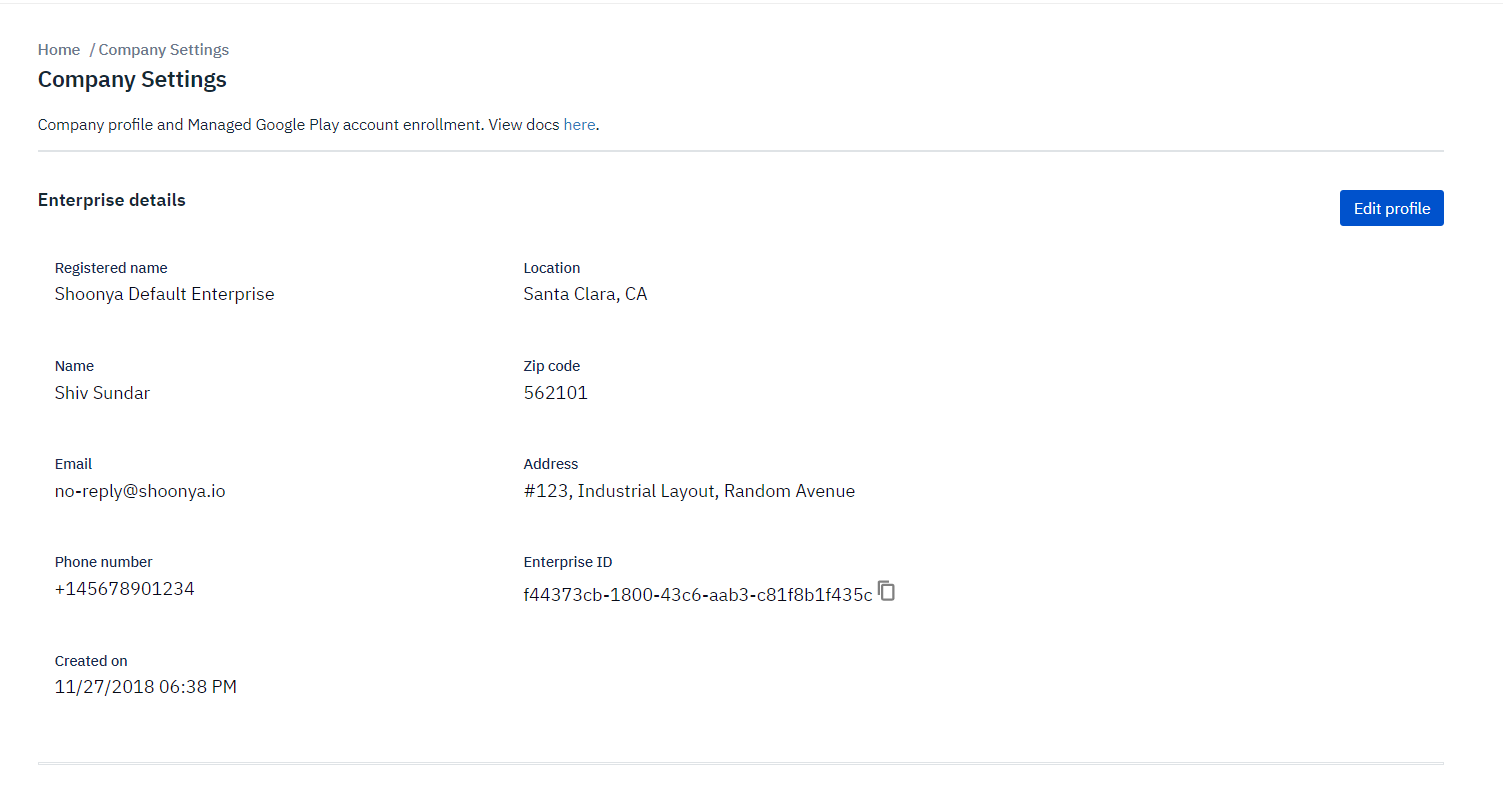 Home / Company Settings
Company Settings
Company profile and Managed Google Play account enrollment. View docs here.
Enterprise details
Edit profile
Registered name
Shoonya Default Enterprise
Location
Santa Clara, CA
Name
Shiv Sundar
Zip code
562101
Email
no-reply@shoonya.io
Address
#123, Industrial Layout, Random Avenue
Phone number
+145678901234
Enterprise ID
f44373cb-1800-43c6-aab3-c81f8b1f435c
Created on
11/27/2018 06:38 PM